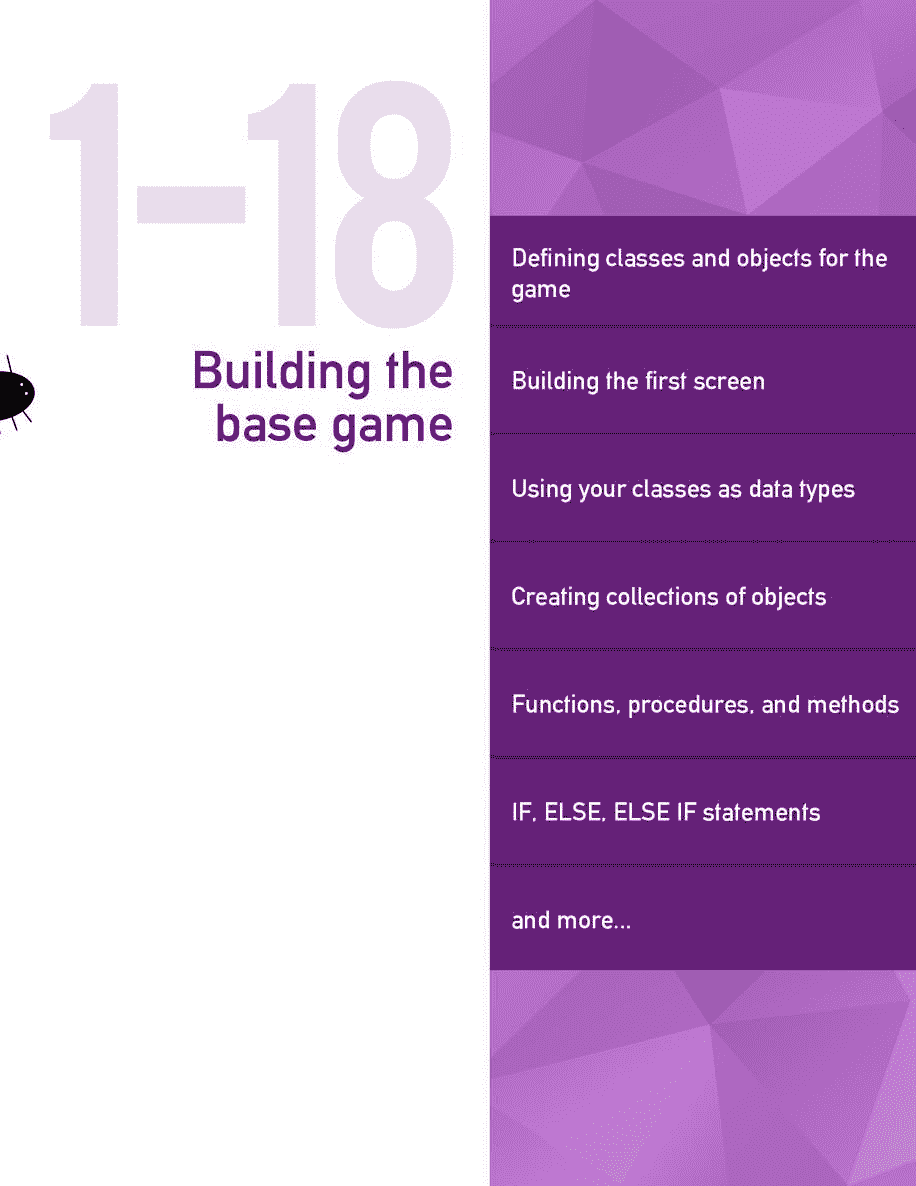 1–18
Building the
base game
Defining classes and objects for the
game
Building the first screen
Using your classes as data types
Creating collections of objects
Functions, procedures, and methods
IF, ELSE, ELSE IF statements
and more...